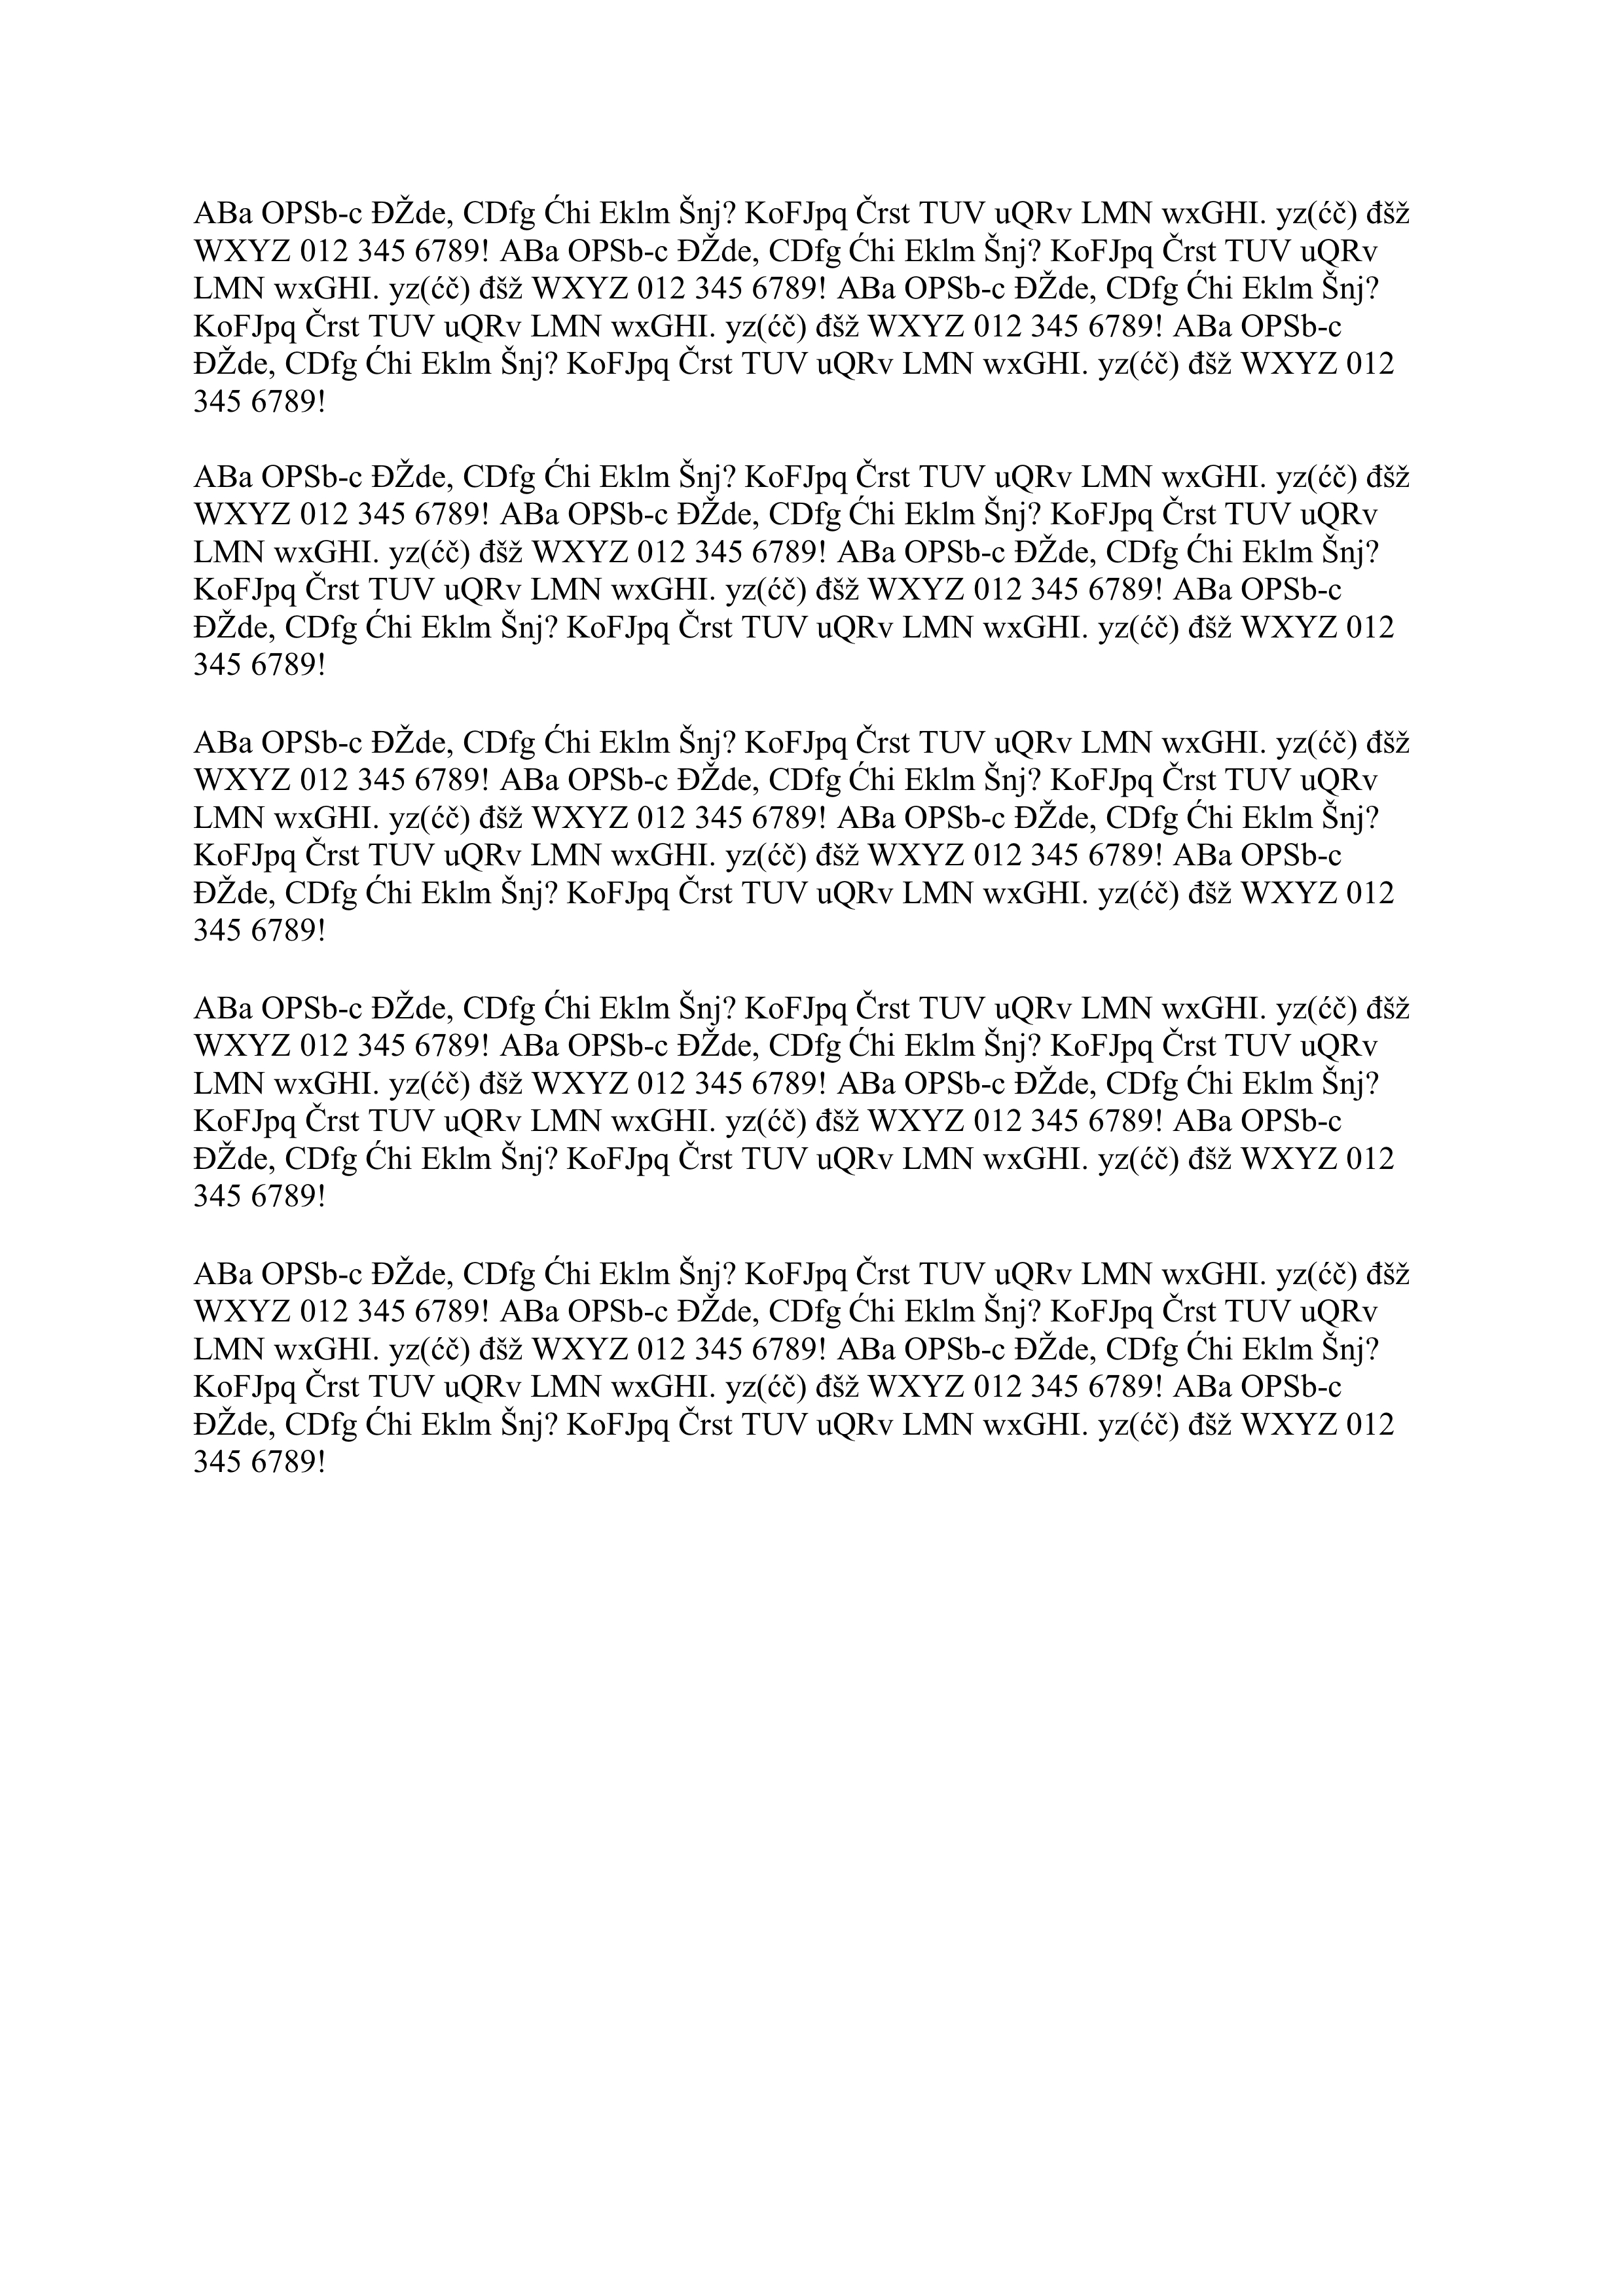 ABa OPSb-c ĐŽde, CDfg Ćhi Eklm Šnj? KoFJpq Črst TUV uQRv LMN wxGHI. yz(ćč) đšž
WXYZ 012 345 6789! ABa OPSb-c ĐŽde, CDfg Ćhi Eklm Šnj? KoFJpq Črst TUV uQRv
LMN wxGHI. yz(ćč) đšž WXYZ 012 345 6789! ABa OPSb-c ĐŽde, CDfg Ćhi Eklm Šnj?
KoFJpq Črst TUV uQRv LMN wxGHI. yz(ćč) đšž WXYZ 012 345 6789! ABa OPSb-c
ĐŽde, CDfg Ćhi Eklm Šnj? KoFJpq Črst TUV uQRv LMN wxGHI. yz(ćč) đšž WXYZ 012
345 6789!

ABa OPSb-c ĐŽde, CDfg Ćhi Eklm Šnj? KoFJpq Črst TUV uQRv LMN wxGHI. yz(ćč) đšž
WXYZ 012 345 6789! ABa OPSb-c ĐŽde, CDfg Ćhi Eklm Šnj? KoFJpq Črst TUV uQRv
LMN wxGHI. yz(ćč) đšž WXYZ 012 345 6789! ABa OPSb-c ĐŽde, CDfg Ćhi Eklm Šnj?
KoFJpq Črst TUV uQRv LMN wxGHI. yz(ćč) đšž WXYZ 012 345 6789! ABa OPSb-c
ĐŽde, CDfg Ćhi Eklm Šnj? KoFJpq Črst TUV uQRv LMN wxGHI. yz(ćč) đšž WXYZ 012
345 6789!

ABa OPSb-c ĐŽde, CDfg Ćhi Eklm Šnj? KoFJpq Črst TUV uQRv LMN wxGHI. yz(ćč) đšž
WXYZ 012 345 6789! ABa OPSb-c ĐŽde, CDfg Ćhi Eklm Šnj? KoFJpq Črst TUV uQRv
LMN wxGHI. yz(ćč) đšž WXYZ 012 345 6789! ABa OPSb-c ĐŽde, CDfg Ćhi Eklm Šnj?
KoFJpq Črst TUV uQRv LMN wxGHI. yz(ćč) đšž WXYZ 012 345 6789! ABa OPSb-c
ĐŽde, CDfg Ćhi Eklm Šnj? KoFJpq Črst TUV uQRv LMN wxGHI. yz(ćč) đšž WXYZ 012
345 6789!

ABa OPSb-c ĐŽde, CDfg Ćhi Eklm Šnj? KoFJpq Črst TUV uQRv LMN wxGHI. yz(ćč) đšž
WXYZ 012 345 6789! ABa OPSb-c ĐŽde, CDfg Ćhi Eklm Šnj? KoFJpq Črst TUV uQRv
LMN wxGHI. yz(ćč) đšž WXYZ 012 345 6789! ABa OPSb-c ĐŽde, CDfg Ćhi Eklm Šnj?
KoFJpq Črst TUV uQRv LMN wxGHI. yz(ćč) đšž WXYZ 012 345 6789! ABa OPSb-c
ĐŽde, CDfg Ćhi Eklm Šnj? KoFJpq Črst TUV uQRv LMN wxGHI. yz(ćč) đšž WXYZ 012
345 6789!

ABa OPSb-c ĐŽde, CDfg Ćhi Eklm Šnj? KoFJpq Črst TUV uQRv LMN wxGHI. yz(ćč) đšž
WXYZ 012 345 6789! ABa OPSb-c ĐŽde, CDfg Ćhi Eklm Šnj? KoFJpq Črst TUV uQRv
LMN wxGHI. yz(ćč) đšž WXYZ 012 345 6789! ABa OPSb-c ĐŽde, CDfg Ćhi Eklm Šnj?
KoFJpq Črst TUV uQRv LMN wxGHI. yz(ćč) đšž WXYZ 012 345 6789! ABa OPSb-c
ĐŽde, CDfg Ćhi Eklm Šnj? KoFJpq Črst TUV uQRv LMN wxGHI. yz(ćč) đšž WXYZ 012
345 6789!